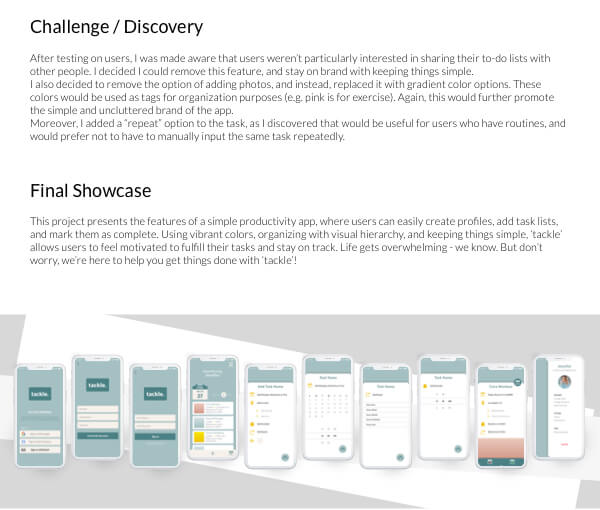 Challenge / Discovery
After testing on users, I was made aware that users weren't particularly interested in sharing their to-do lists with
other people. I decided I could remove this feature, and stay on brand with keeping things simple.
I also decided to remove the option of adding photos, and instead, replaced it with gradient color options. These
colors would be used as tags for organization purposes (e.g. pink is for exercise). Again, this would further promote
the simple and uncluttered brand of the app.
Moreover, I added a "repeat" option to the task, as I discovered that would be useful for users who have routines, and
would prefer not to have to manually input the same task repeatedly.
Final Showcase
This project presents the features of a simple productivity app, where users can easily create profiles, add task lists,
and mark them as complete. Using vibrant colors, organizing with visual hierarchy, and keeping things simple, 'tackle'
allows users to feel motivated to fulfill their tasks and stay on track. Life gets overwhelming - we know. But don't
worry, we're here to help you get things done with 'tackle'!
tackle.
tackle.
tackle.
27
Add Task Name
Task Name
Task Name
Task Name